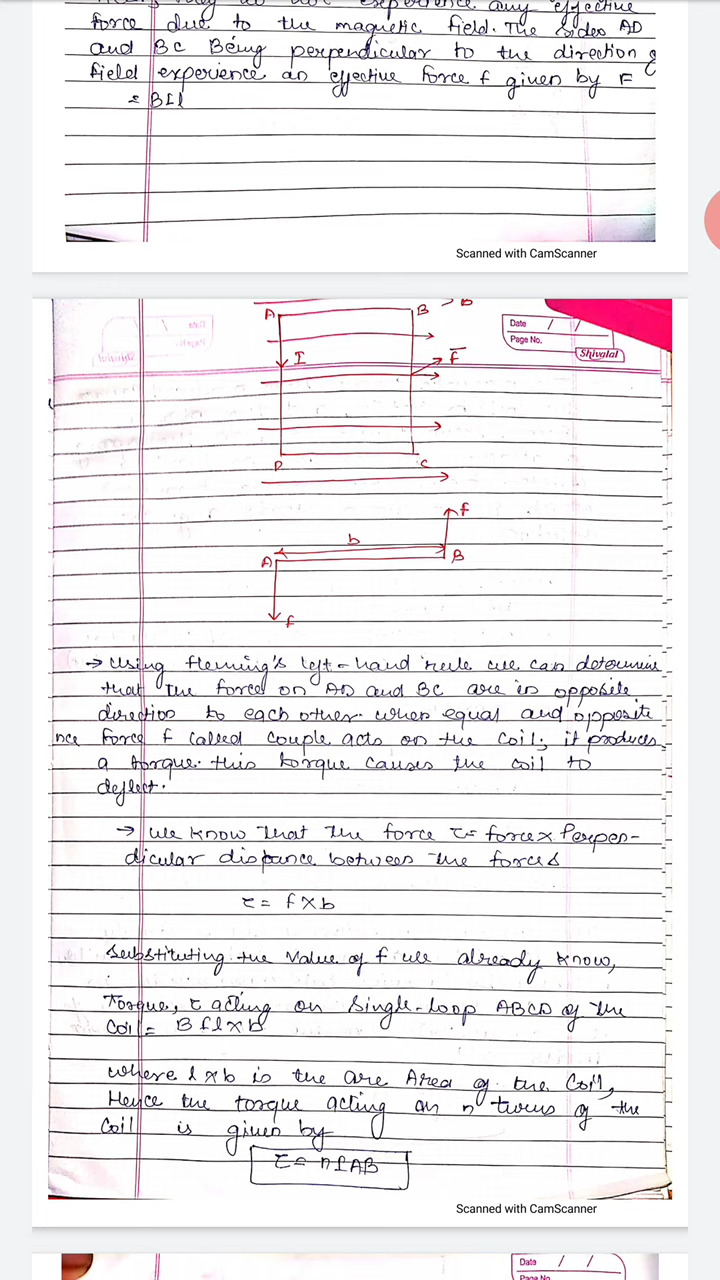 experience any effective
force due to the magnetic field. The sides AD
and BC Being perpendicular to the direction of
field experience an effective force f given by F
= BIl
Scanned with CamScanner
A B B
Date / /
Page No.
Shivalal
I F
D C
f
b
A B
f
→ Using fleming's left-hand rule we can determine
that the force on AD and BC are in opposite
direction to each other. when equal and opposite
nce force f called couple acts on the coil; it produces
a torque. this torque causes the coil to
deflect.
→ we know that the force τ = force x Perpen-
dicular distance between the forces
τ = f x b
Substituting the value of f we already know,
Torque, τ acting on single-loop ABCD of the
coil = B I l x b
where l x b is the are Area of the coil,
Hence the torque acting on n turns of the
coil is given by
τ = nIAB
Scanned with CamScanner
Date / /
Page No.